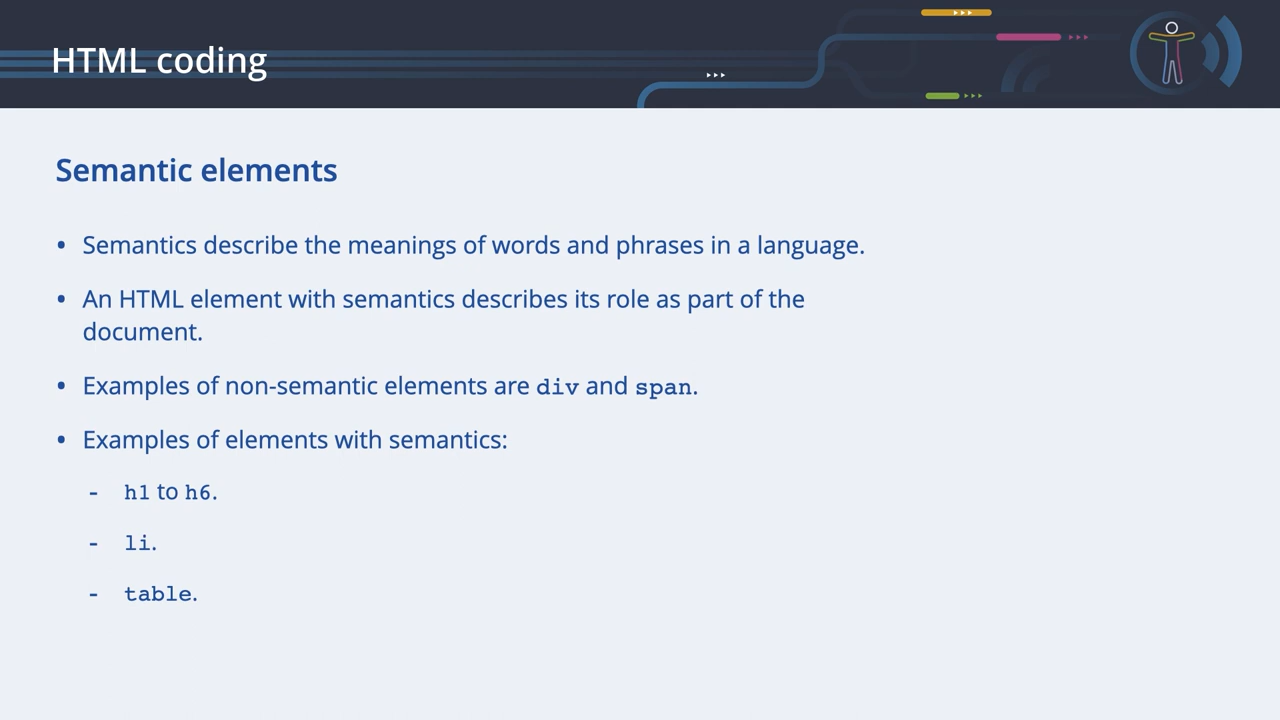 HTML coding
Semantic elements
• Semantics describe the meanings of words and phrases in a language.
• An HTML element with semantics describes its role as part of the
document.
• Examples of non-semantic elements are div and span.
• Examples of elements with semantics:
- h1 to h6.
- li.
- table.